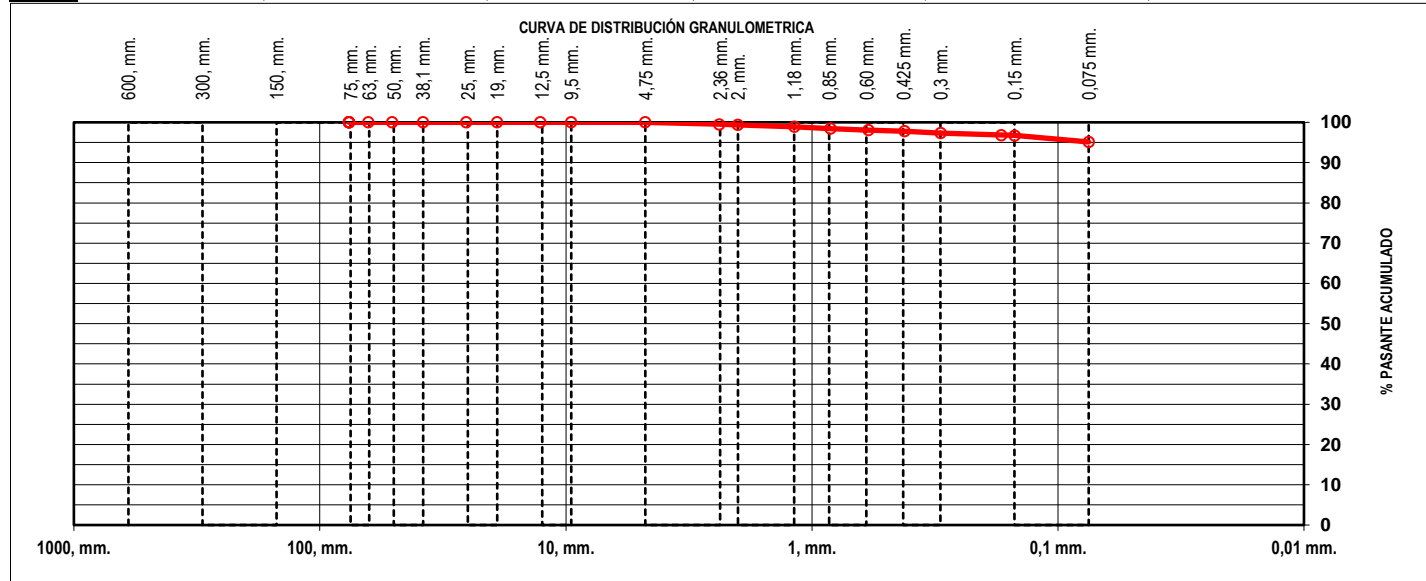 CURVA DE DISTRIBUCIÓN GRANULOMETRICA
600, mm.
300, mm.
150, mm.
75, mm.
63, mm.
50, mm.
38,1 mm.
25, mm.
19, mm.
12,5 mm.
9,5 mm.
4,75 mm.
2,36 mm.
2, mm.
1,18 mm.
0,85 mm.
0,60 mm.
0,425 mm.
0,3 mm.
0,15 mm.
0,075 mm.
100
90
80
70
60
50
40
30
20
10
0
% PASANTE ACUMULADO
1000, mm.
100, mm.
10, mm.
1, mm.
0,1 mm.
0,01 mm.